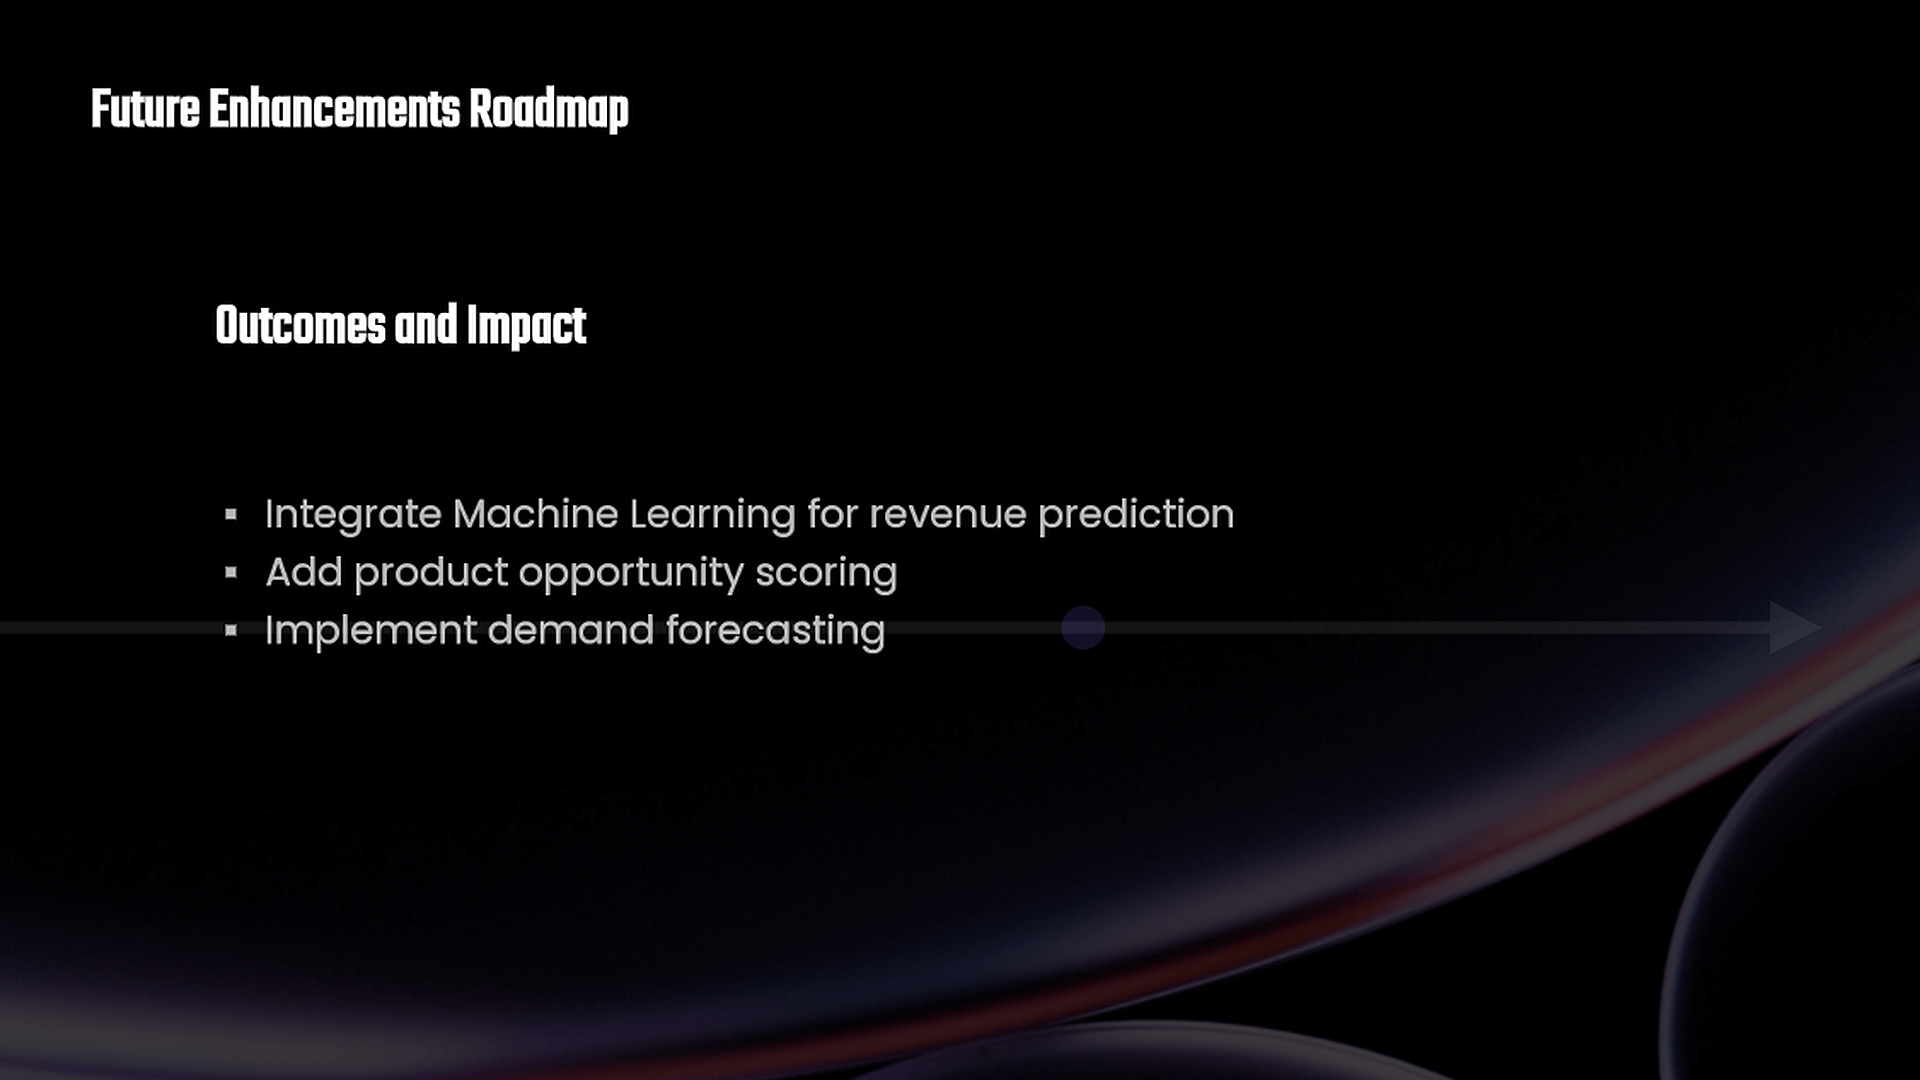 Future Enhancements Roadmap
Outcomes and Impact
▪ Integrate Machine Learning for revenue prediction
▪ Add product opportunity scoring
▪ Implement demand forecasting